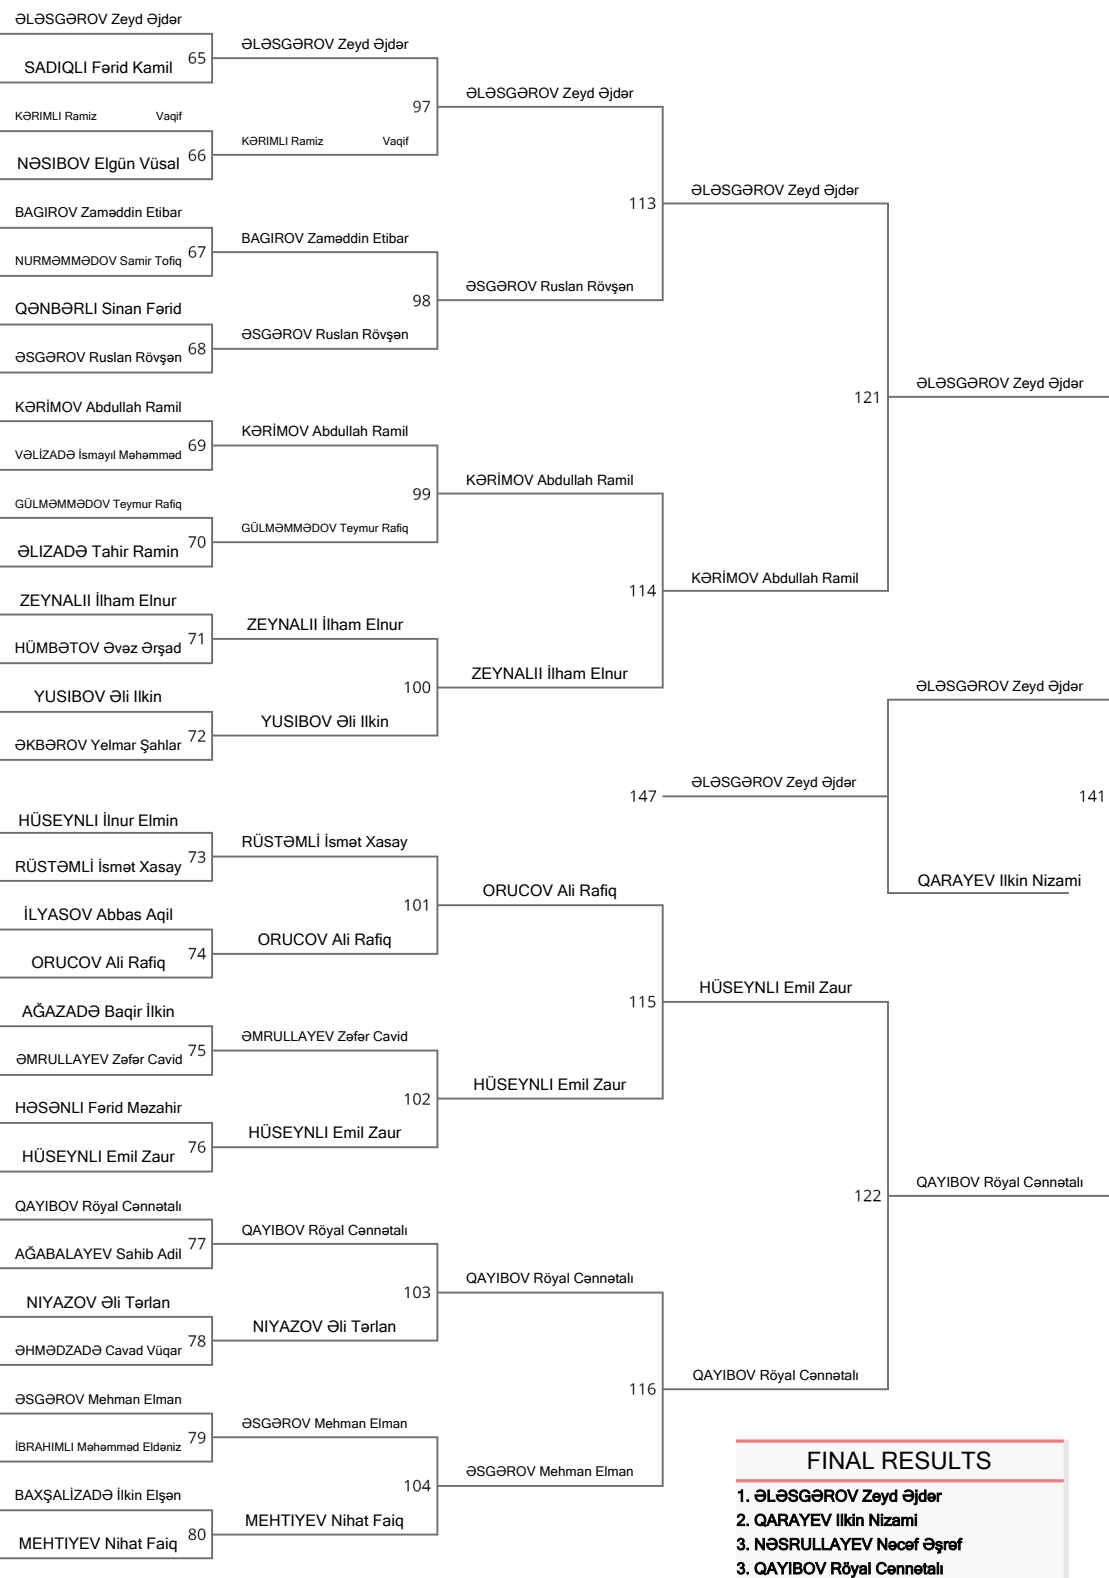 ƏLƏSGƏROV Zeyd Əjdər
SADIQLI Fərid Kamil
65
ƏLƏSGƏROV Zeyd Əjdər
KƏRIMLI Ramiz Vaqif
NƏSIBOV Elgün Vüsal
66
KƏRIMLI Ramiz Vaqif
97
ƏLƏSGƏROV Zeyd Əjdər
BAGIROV Zaməddin Etibar
NURMƏMMƏDOV Samir Tofiq
67
BAGIROV Zaməddin Etibar
QƏNBƏRLI Sinan Fərid
ƏSGƏROV Ruslan Rövşən
68
ƏSGƏROV Ruslan Rövşən
98
ƏSGƏROV Ruslan Rövşən
113
ƏLƏSGƏROV Zeyd Əjdər
KƏRİMOV Abdullah Ramil
VƏLİZADƏ İsmayıl Məhəmməd
69
KƏRİMOV Abdullah Ramil
GÜLMƏMMƏDOV Teymur Rafiq
ƏLIZADƏ Tahir Ramin
70
GÜLMƏMMƏDOV Teymur Rafiq
99
KƏRİMOV Abdullah Ramil
ZEYNALII İlham Elnur
HÜMBƏTOV Əvəz Ərşad
71
ZEYNALII İlham Elnur
YUSIBOV Əli Ilkin
ƏKBƏROV Yelmar Şahlar
72
YUSIBOV Əli Ilkin
100
ZEYNALII İlham Elnur
114
KƏRİMOV Abdullah Ramil
121
ƏLƏSGƏROV Zeyd Əjdər
ƏLƏSGƏROV Zeyd Əjdər
147
ƏLƏSGƏROV Zeyd Əjdər
141
QARAYEV Ilkin Nizami
HÜSEYNLI İlnur Elmin
RÜSTƏMLİ İsmət Xasay
73
RÜSTƏMLİ İsmət Xasay
İLYASOV Abbas Aqil
ORUCOV Ali Rafiq
74
ORUCOV Ali Rafiq
101
ORUCOV Ali Rafiq
AĞAZADƏ Baqir İlkin
ƏMRULLAYEV Zəfər Cavid
75
ƏMRULLAYEV Zəfər Cavid
HƏSƏNLI Fərid Məzahir
HÜSEYNLI Emil Zaur
76
HÜSEYNLI Emil Zaur
102
HÜSEYNLI Emil Zaur
115
HÜSEYNLI Emil Zaur
QAYIBOV Röyal Cənnətalı
AĞABALAYEV Sahib Adil
77
QAYIBOV Röyal Cənnətalı
NIYAZOV Əli Tərlan
ƏHMƏDZADƏ Cavad Vüqar
78
NIYAZOV Əli Tərlan
103
QAYIBOV Röyal Cənnətalı
ƏSGƏROV Mehman Elman
İBRAHIMLI Məhəmməd Eldəniz
79
ƏSGƏROV Mehman Elman
BAXŞALİZADƏ İlkin Elşən
MEHTIYEV Nihat Faiq
80
MEHTIYEV Nihat Faiq
104
ƏSGƏROV Mehman Elman
116
QAYIBOV Röyal Cənnətalı
122
QAYIBOV Röyal Cənnətalı
FINAL RESULTS
1. ƏLƏSGƏROV Zeyd Əjdər
2. QARAYEV Ilkin Nizami
3. NƏSRULLAYEV Nəcəf Əşrəf
3. QAYIBOV Röyal Cənnətalı